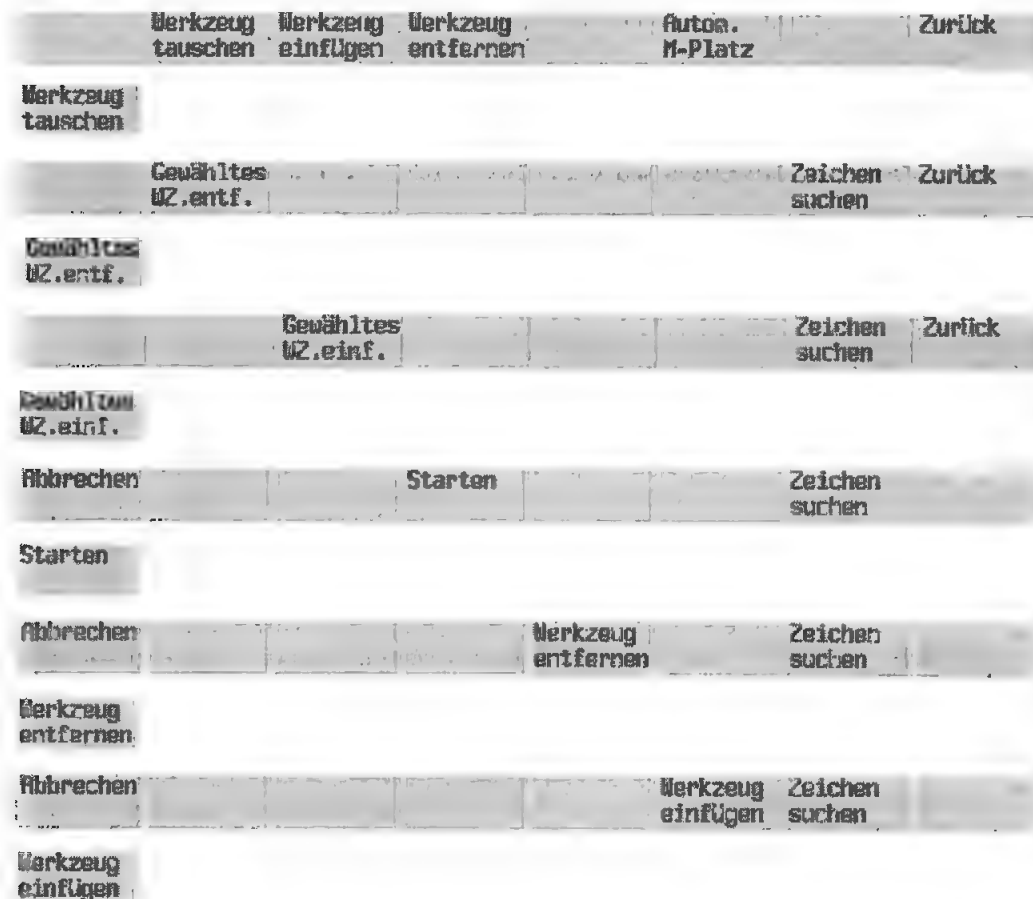 Werkzeug Werkzeug Werkzeug Autom. Zurück
tauschen einfügen entfernen M-Platz
Werkzeug
tauschen
Gewähltes Zeichen Zurück
WZ.entf. suchen
Gewähltes
WZ.entf.
Gewähltes Zeichen Zurück
WZ.einf. suchen
Gewähltes
WZ.einf.
Abbrechen Starten Zeichen
suchen
Starten
Abbrechen Werkzeug Zeichen
entfernen suchen
Werkzeug
entfernen
Abbrechen Werkzeug Zeichen
einfügen suchen
Werkzeug
einfügen